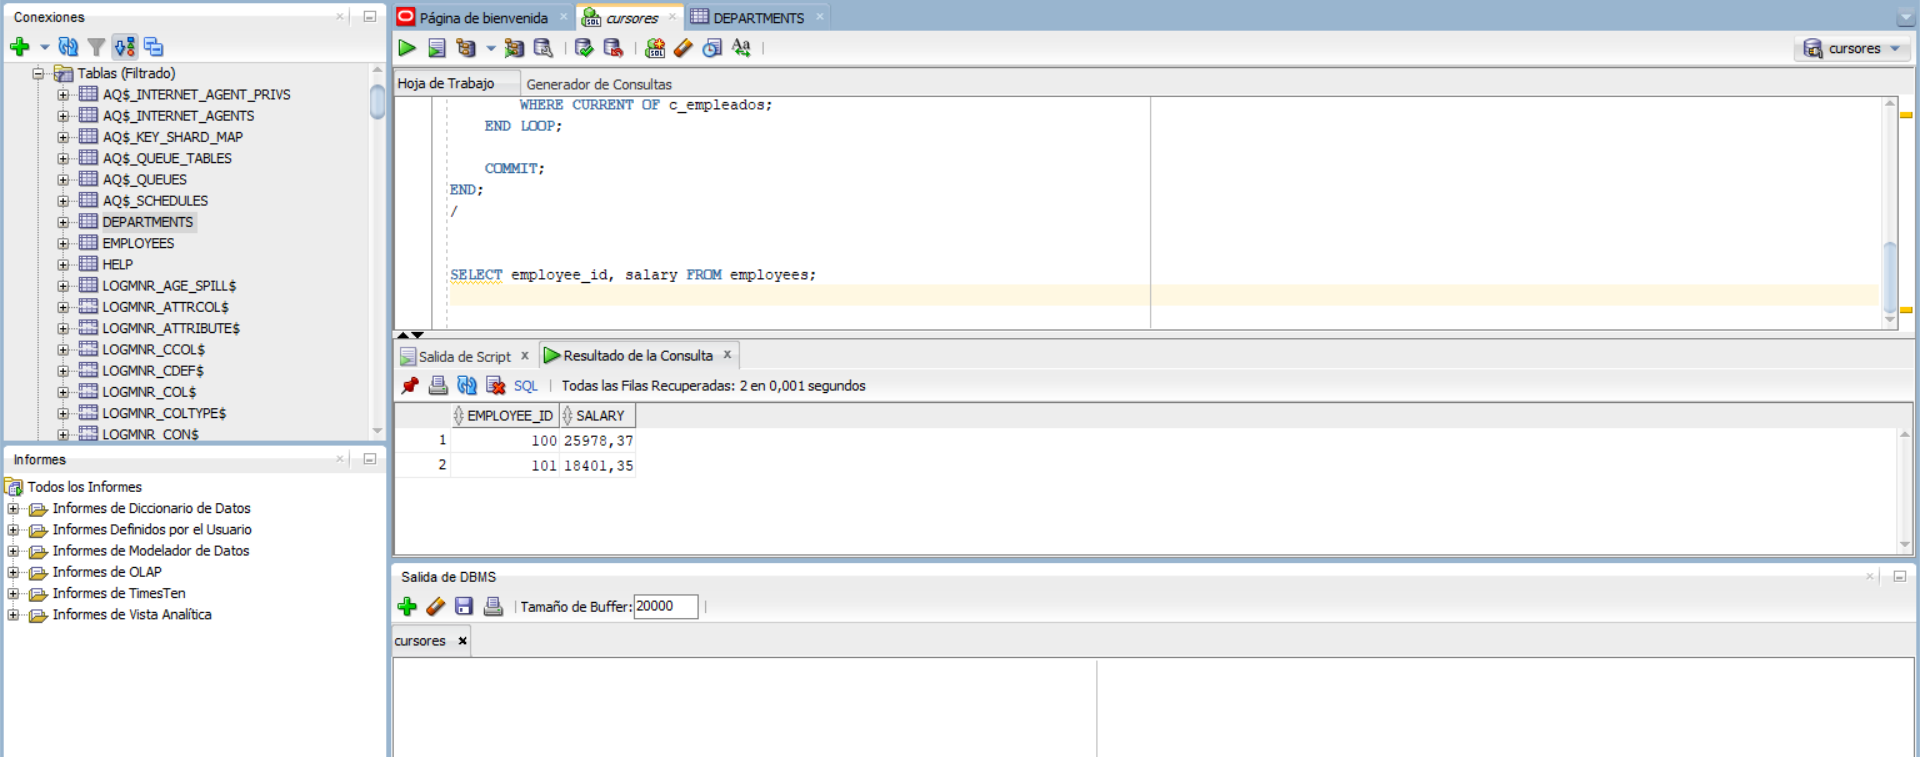 Conexiones
Tablas (Filtrado)
AQ$_INTERNET_AGENT_PRIVS
AQ$_INTERNET_AGENTS
AQ$_KEY_SHARD_MAP
AQ$_QUEUE_TABLES
AQ$_QUEUES
AQ$_SCHEDULES
DEPARTMENTS
EMPLOYEES
HELP
LOGMNR_AGE_SPILL$
LOGMNR_ATTRCOL$
LOGMNR_ATTRIBUTE$
LOGMNR_CCOL$
LOGMNR_CDEF$
LOGMNR_COL$
LOGMNR_COLTYPE$
LOGMNR_CON$
Informes
Todos los Informes
Informes de Diccionario de Datos
Informes Definidos por el Usuario
Informes de Modelador de Datos
Informes de OLAP
Informes de TimesTen
Informes de Vista Analítica
Página de bienvenida cursores DEPARTMENTS
cursores
Hoja de Trabajo Generador de Consultas
WHERE CURRENT OF c_empleados;
END LOOP;
COMMIT;
END;
/
SELECT employee_id, salary FROM employees;
Salida de Script Resultado de la Consulta
SQL Todas las Filas Recuperadas: 2 en 0,001 segundos
EMPLOYEE_ID SALARY
1 100 25978,37
2 101 18401,35
Salida de DBMS
Tamaño de Buffer: 20000
cursores